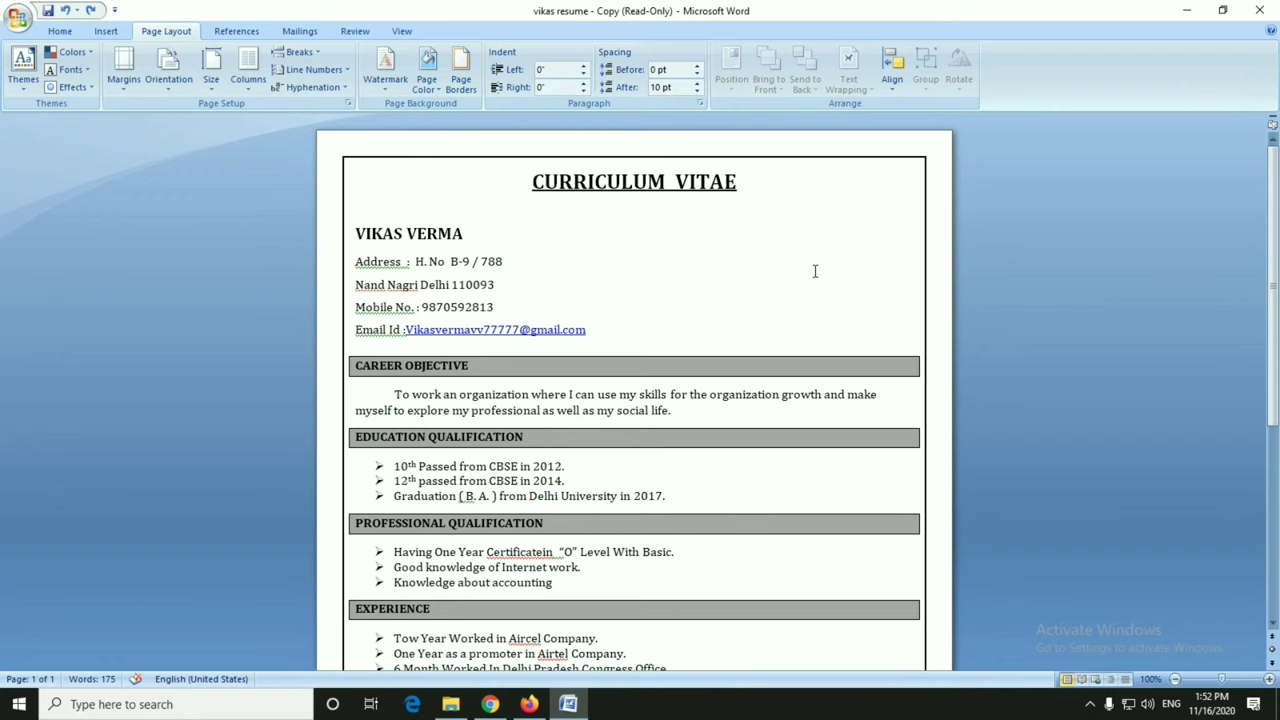 vikas resume - Copy (Read-Only) - Microsoft Word
Home Insert Page Layout References Mailings Review View
Themes
Colors
Fonts
Effects
Themes
Margins
Orientation
Size
Columns
Breaks
Line Numbers
Hyphenation
Page Setup
Watermark
Page Color
Page Borders
Page Background
Indent
Left: 0"
Right: 0"
Spacing
Before: 0 pt
After: 10 pt
Paragraph
Position
Bring to Front
Send to Back
Text Wrapping
Align
Group
Rotate
Arrange
CURRICULUM VITAE
VIKAS VERMA
Address : H. No B-9 / 788
Nand Nagri Delhi 110093
Mobile No. : 9870592813
Email Id :Vikasvermavv77777@gmail.com
CAREER OBJECTIVE
To work an organization where I can use my skills for the organization growth and make
myself to explore my professional as well as my social life.
EDUCATION QUALIFICATION
10th Passed from CBSE in 2012.
12th passed from CBSE in 2014.
Graduation ( B. A. ) from Delhi University in 2017.
PROFESSIONAL QUALIFICATION
Having One Year Certificatein "O" Level With Basic.
Good knowledge of Internet work.
Knowledge about accounting
EXPERIENCE
Tow Year Worked in Aircel Company.
One Year as a promoter in Airtel Company.
6 Month Worked In Delhi Pradesh Congress Office
Activate Windows
Go to Settings to activate Windows.
Page: 1 of 1 Words: 175 English (United States) 100%
Type here to search
ENG
1:52 PM
11/16/2020